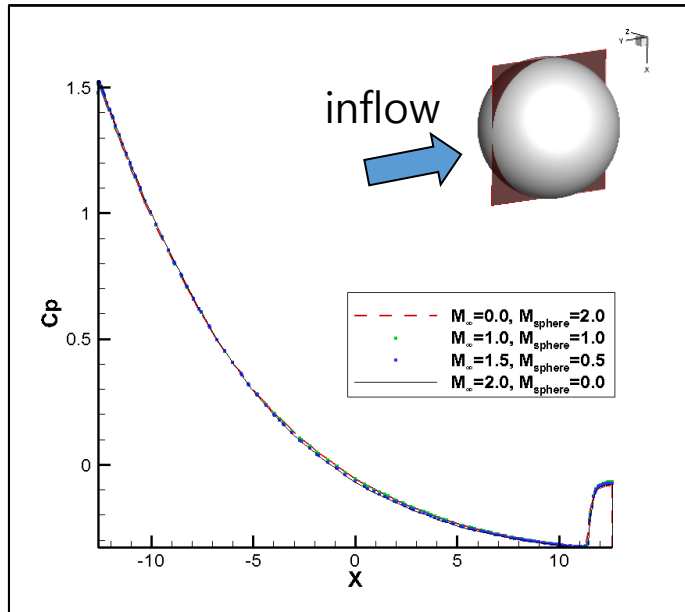 Z
Y
X
inflow
1.5
1
0.5
0
Cp
M∞=0.0, Msphere=2.0
M∞=1.0, Msphere=1.0
M∞=1.5, Msphere=0.5
M∞=2.0, Msphere=0.0
-10 -5 0 5 10
X